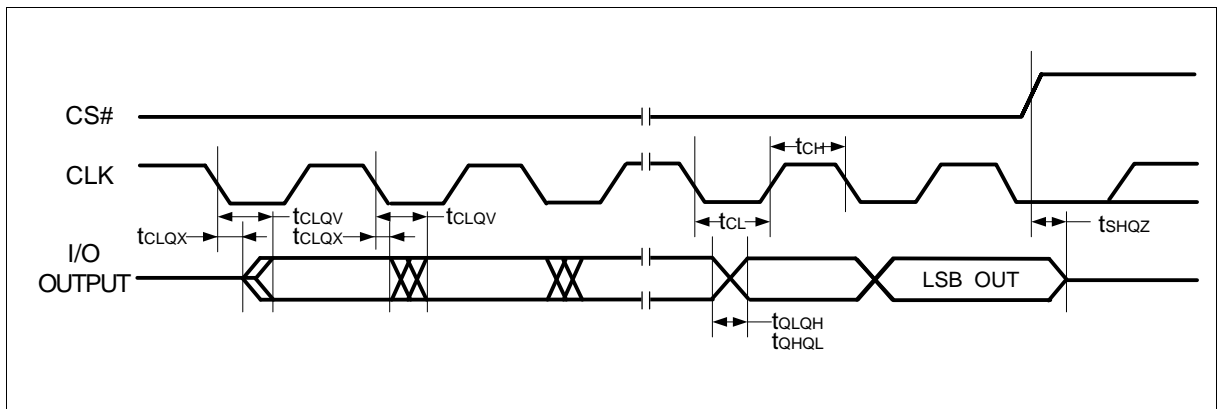 CS#
CLK
tCH
tCLQV
tCLQV
tCL
tCLQX
tCLQX
tSHQZ
I/O
OUTPUT
LSB OUT
tQLQH
tQHQL